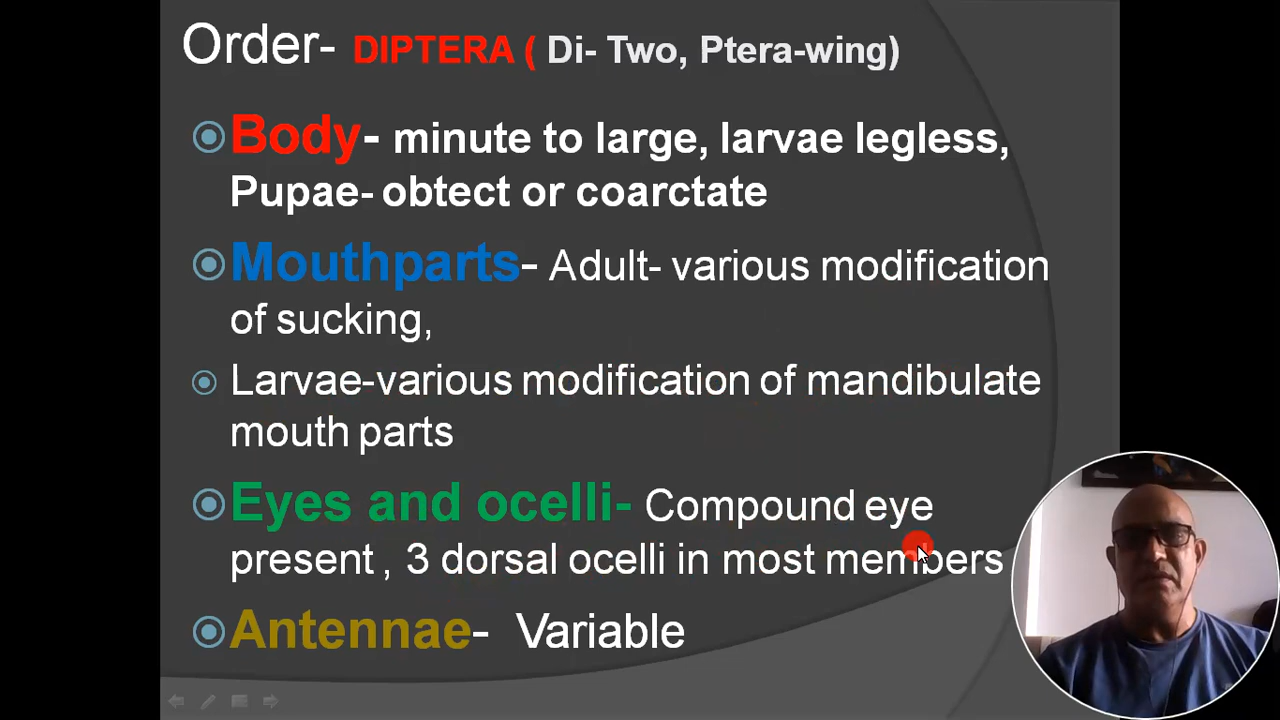 Order- DIPTERA ( Di- Two, Ptera-wing)
Body- minute to large, larvae legless,
Pupae- obtect or coarctate
Mouthparts- Adult- various modification
of sucking,
Larvae-various modification of mandibulate
mouth parts
Eyes and ocelli- Compound eye
present , 3 dorsal ocelli in most members
Antennae- Variable